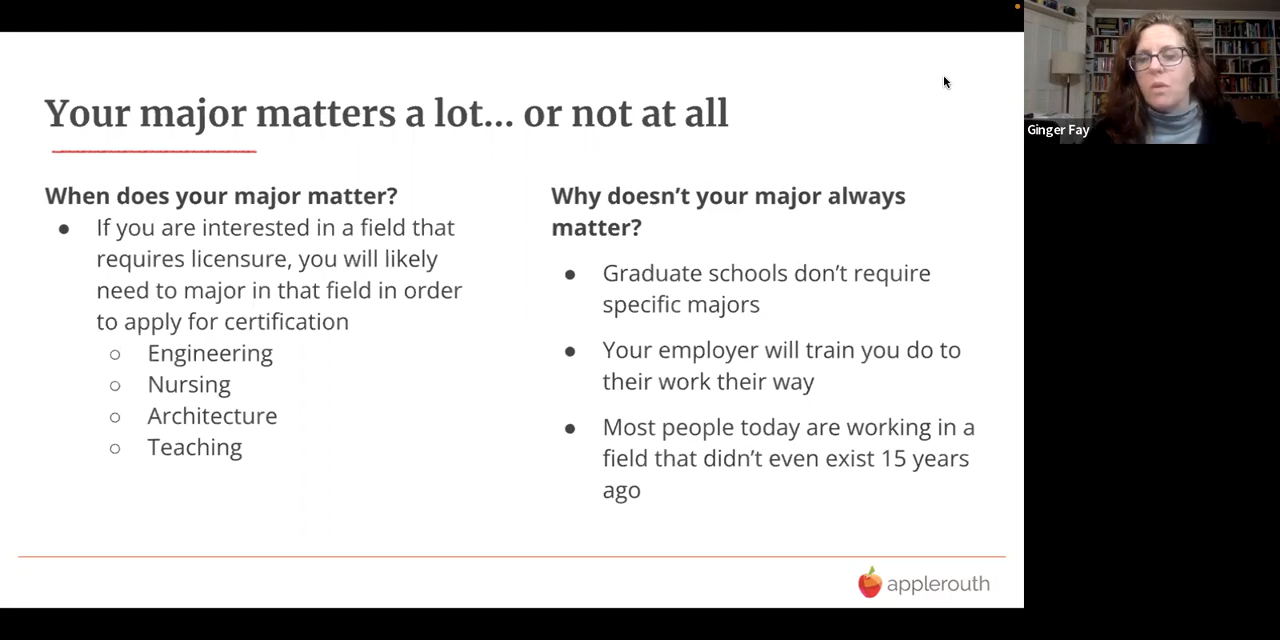 Your major matters a lot... or not at all
When does your major matter?
● If you are interested in a field that
requires licensure, you will likely
need to major in that field in order
to apply for certification
○ Engineering
○ Nursing
○ Architecture
○ Teaching
Why doesn't your major always
matter?
● Graduate schools don't require
specific majors
● Your employer will train you do to
their work their way
● Most people today are working in a
field that didn't even exist 15 years
ago
applerouth
Ginger Fay